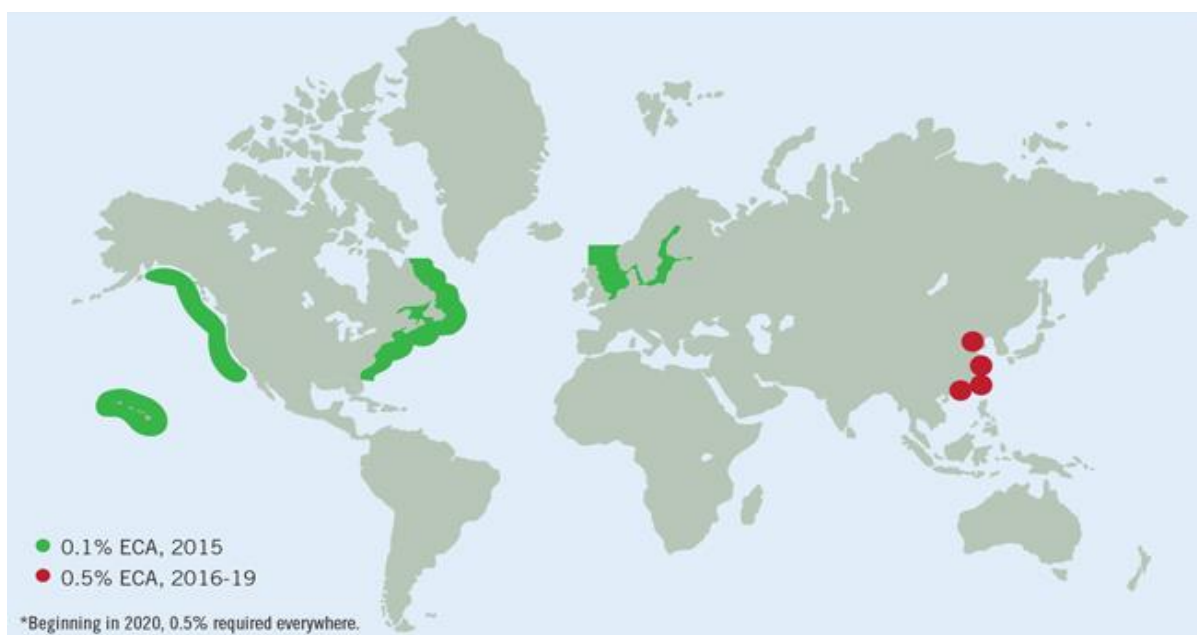 0.1% ECA, 2015
0.5% ECA, 2016-19
*Beginning in 2020, 0.5% required everywhere.